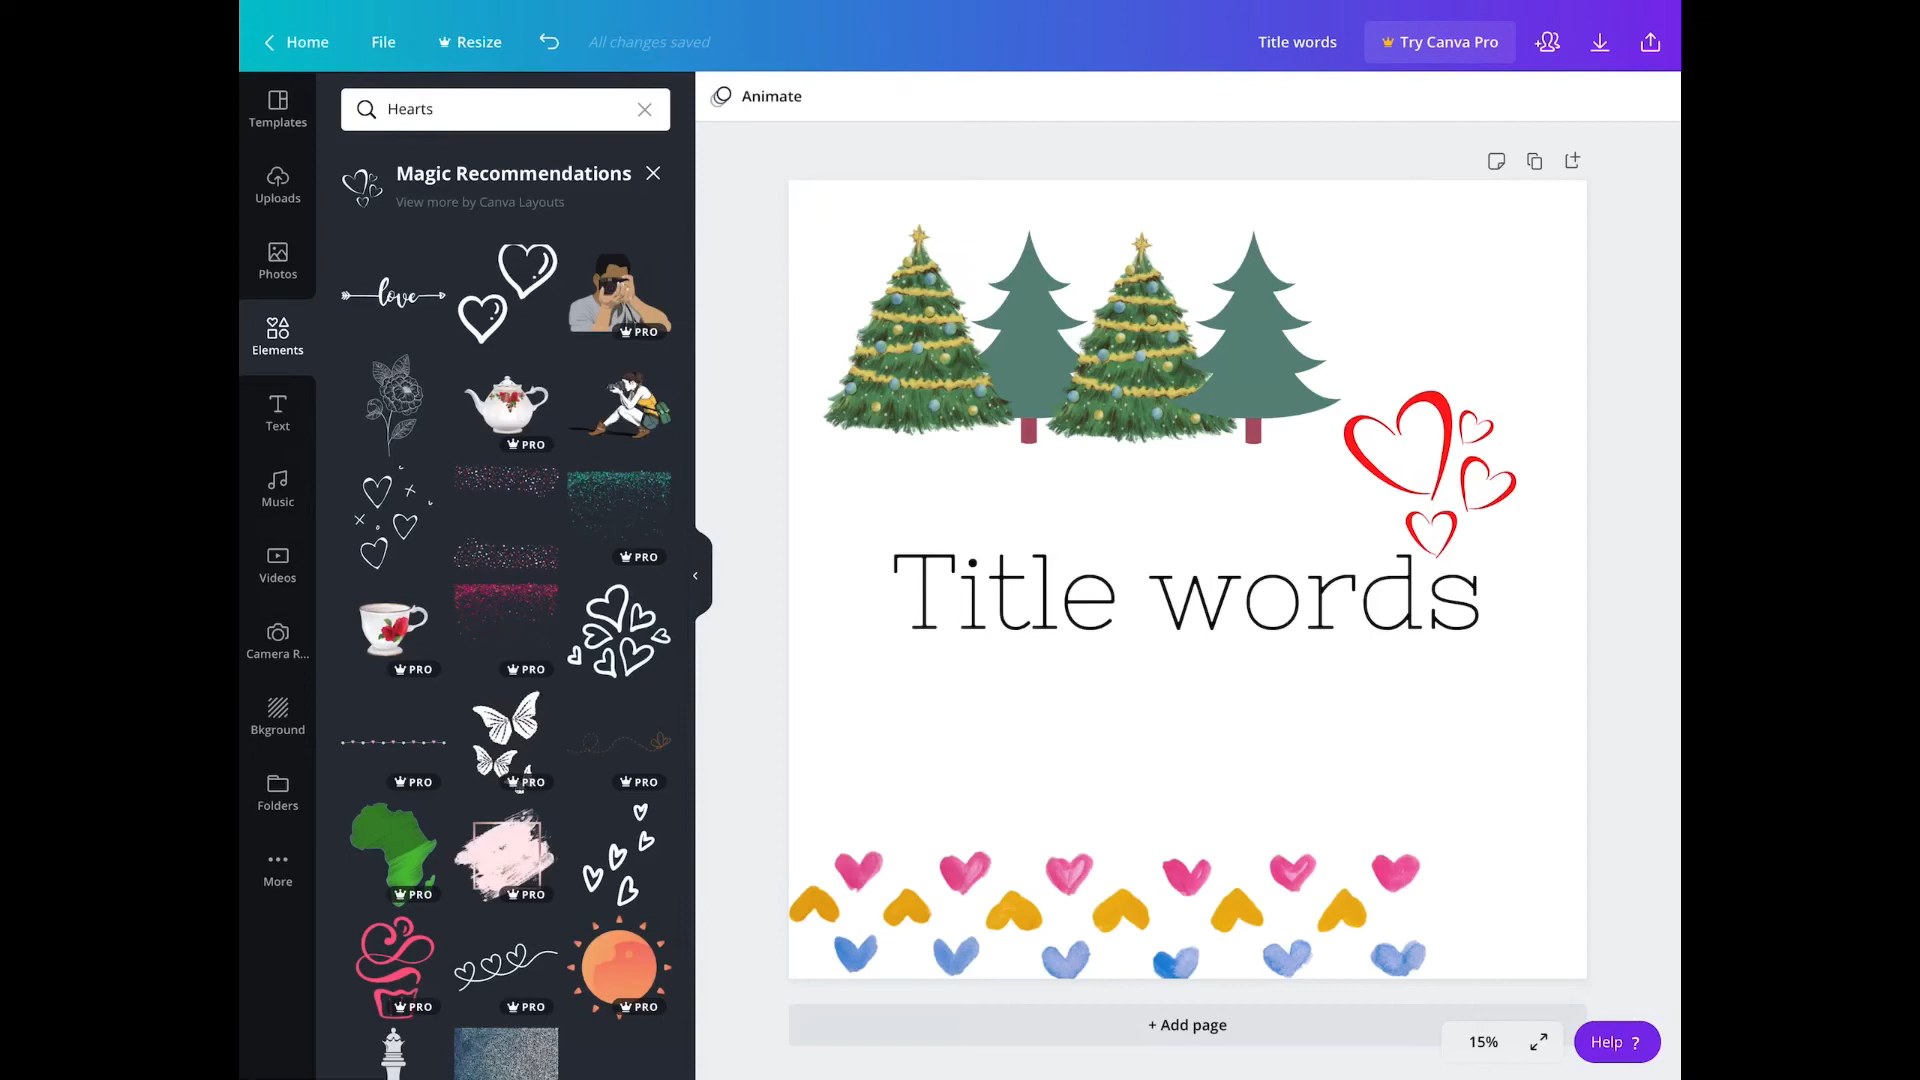 Home
File
Resize
All changes saved
Title words
Try Canva Pro
Templates
Uploads
Photos
Elements
Text
Music
Videos
Camera R...
Bkground
Folders
More
Hearts
Magic Recommendations
View more by Canva Layouts
love
PRO
PRO
PRO
PRO
PRO
PRO
PRO
PRO
PRO
PRO
PRO
PRO
PRO
Animate
Title words
+ Add page
15%
Help ?